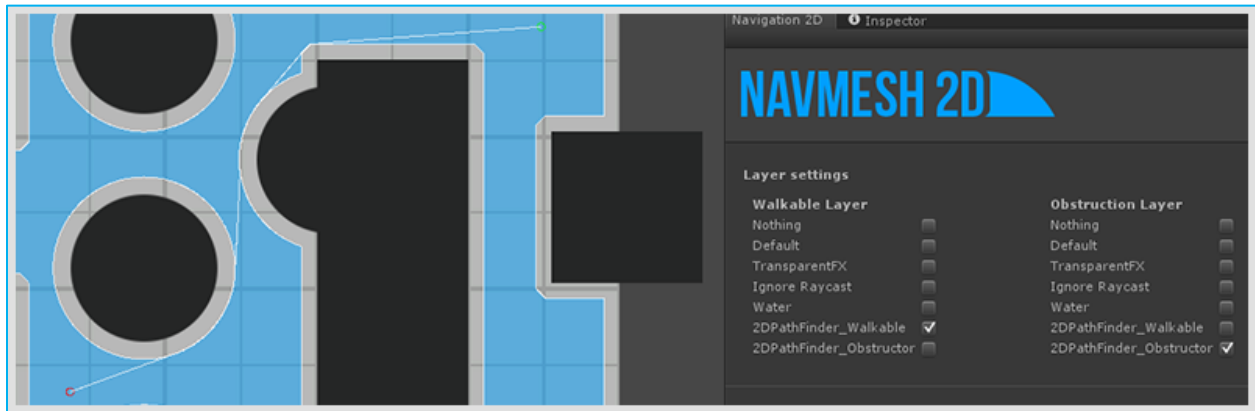 Navigation 2D Inspector
NAVMESH 2D
Layer settings
Walkable Layer Obstruction Layer
Nothing Nothing
Default Default
TransparentFX TransparentFX
Ignore Raycast Ignore Raycast
Water Water
2DPathFinder_Walkable 2DPathFinder_Walkable
2DPathFinder_Obstructor 2DPathFinder_Obstructor